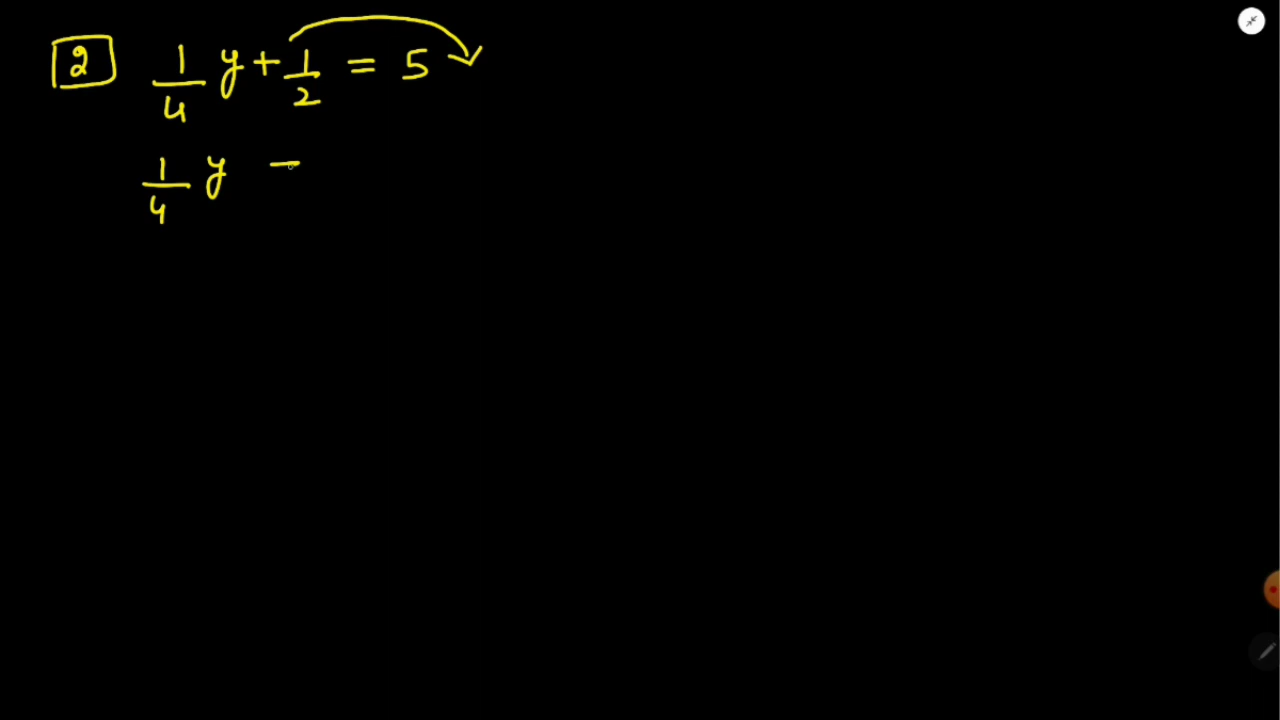 2 1/4 y + 1/2 = 5
1/4 y